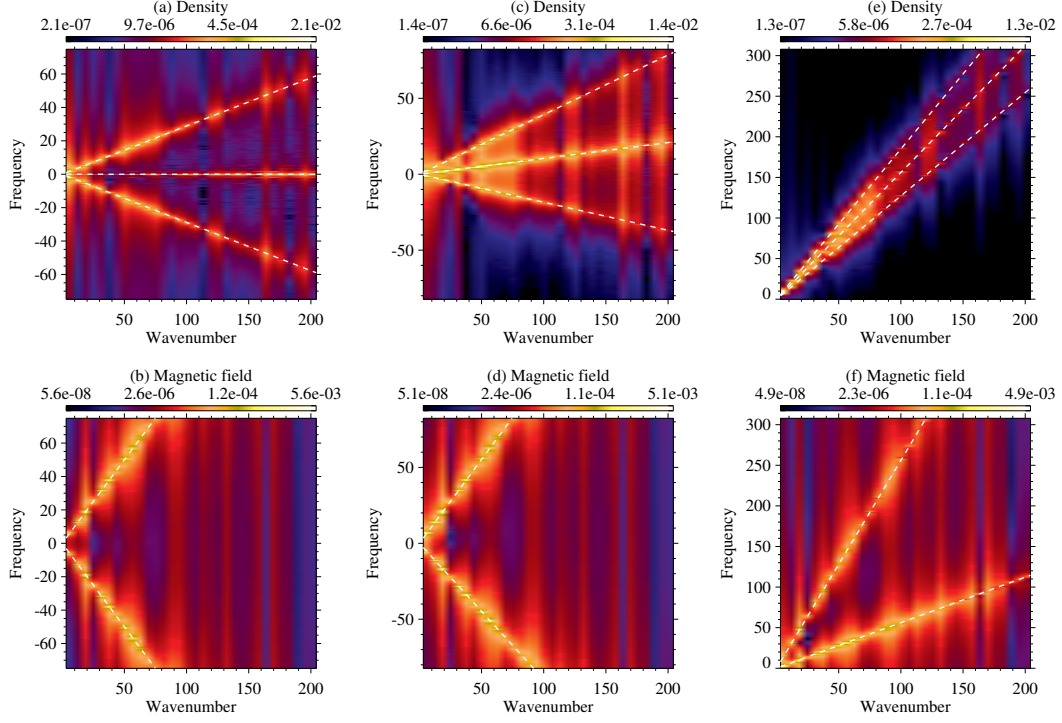 (a) Density
2.1e-07 9.7e-06 4.5e-04 2.1e-02
Frequency
60
40
20
0
-20
-40
-60
50 100 150 200
Wavenumber
(c) Density
1.4e-07 6.6e-06 3.1e-04 1.4e-02
Frequency
50
0
-50
50 100 150 200
Wavenumber
(e) Density
1.3e-07 5.8e-06 2.7e-04 1.3e-02
Frequency
300
250
200
150
100
50
0
50 100 150 200
Wavenumber
(b) Magnetic field
5.6e-08 2.6e-06 1.2e-04 5.6e-03
Frequency
60
40
20
0
-20
-40
-60
50 100 150 200
Wavenumber
(d) Magnetic field
5.1e-08 2.4e-06 1.1e-04 5.1e-03
Frequency
50
0
-50
50 100 150 200
Wavenumber
(f) Magnetic field
4.9e-08 2.3e-06 1.1e-04 4.9e-03
Frequency
300
250
200
150
100
50
0
50 100 150 200
Wavenumber